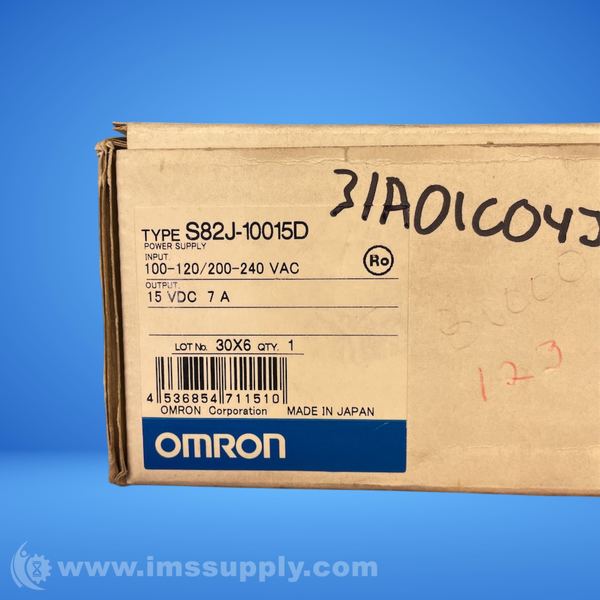 31A01C04J
TYPE S82J-10015D
POWER SUPPLY
INPUT
100-120/200-240 VAC
Ro
OUTPUT
15 VDC 7 A
LOT No. 30X6 QTY. 1
4 536854 711510
OMRON Corporation MADE IN JAPAN
OMRON
123
www.imssupply.com